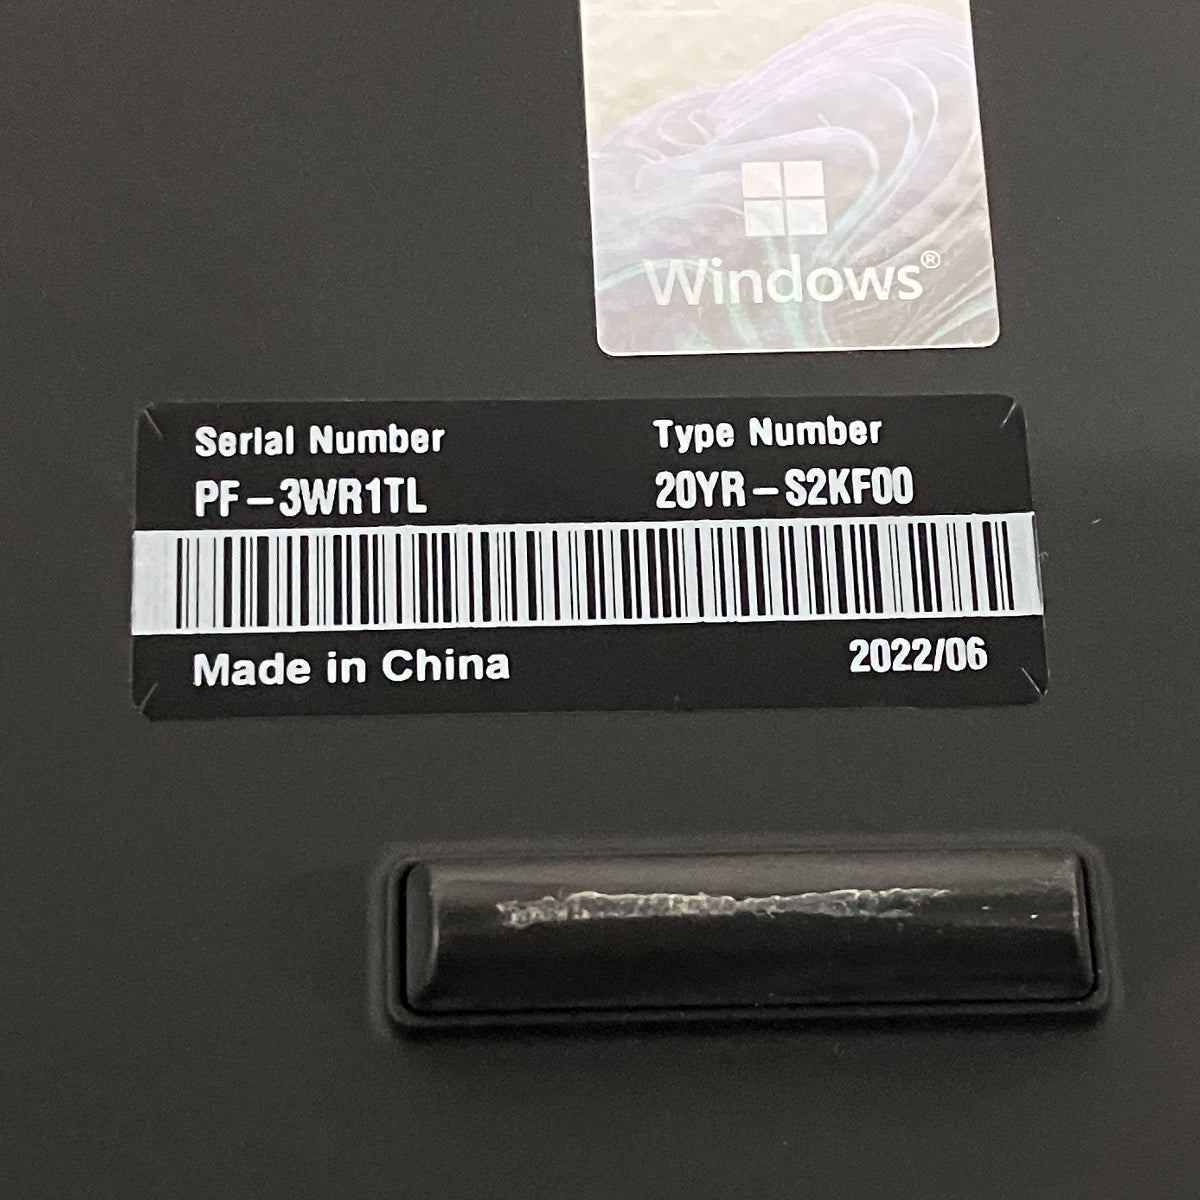 Windows®
Serial Number
Type Number
PF-3WR1TL
20YR-S2KF00
Made in China
2022/06